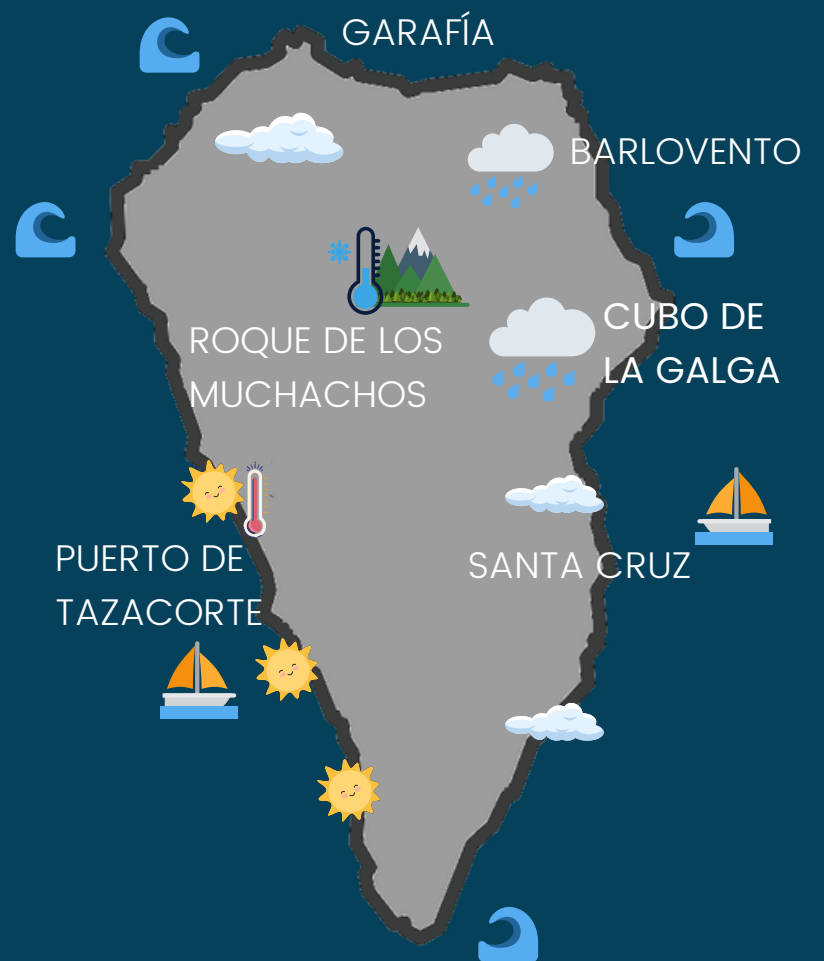 GARAFÍA
BARLOVENTO
CUBO DE
LA GALGA
ROQUE DE LOS
MUCHACHOS
PUERTO DE
TAZACORTE
SANTA CRUZ